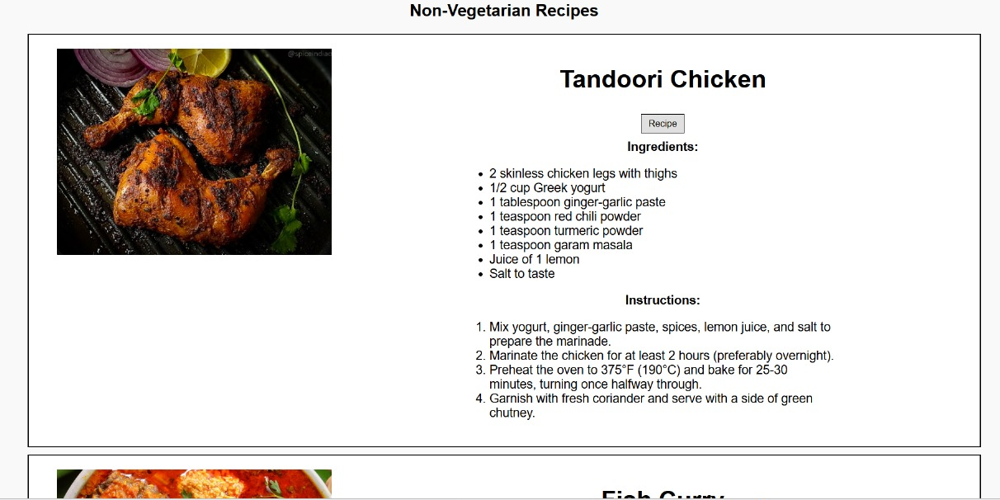 Non-Vegetarian Recipes
Tandoori Chicken
Recipe
Ingredients:
• 2 skinless chicken legs with thighs
• 1/2 cup Greek yogurt
• 1 tablespoon ginger-garlic paste
• 1 teaspoon red chili powder
• 1 teaspoon turmeric powder
• 1 teaspoon garam masala
• Juice of 1 lemon
• Salt to taste
Instructions:
1. Mix yogurt, ginger-garlic paste, spices, lemon juice, and salt to
prepare the marinade.
2. Marinate the chicken for at least 2 hours (preferably overnight).
3. Preheat the oven to 375°F (190°C) and bake for 25-30
minutes, turning once halfway through.
4. Garnish with fresh coriander and serve with a side of green
chutney.
Fish Curry